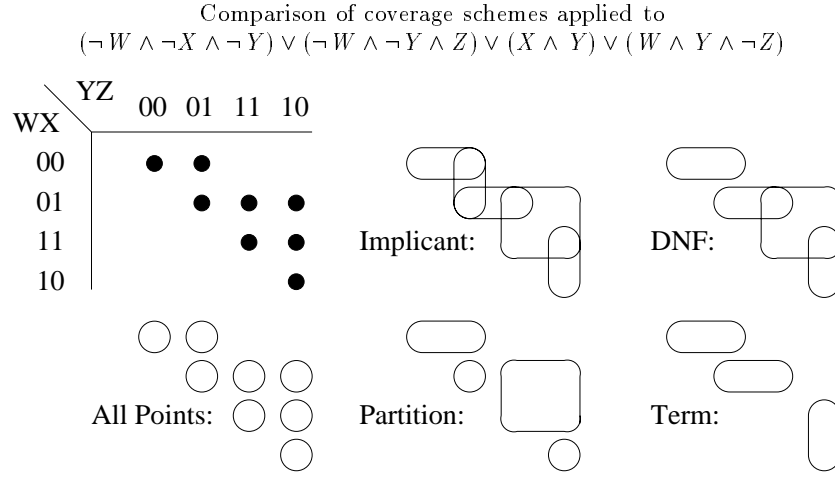 Comparison of coverage schemes applied to
(¬ W ∧ ¬X ∧ ¬ Y) ∨ (¬ W ∧ ¬Y ∧ Z) ∨ (X ∧ Y) ∨ (W ∧ Y ∧ ¬Z)
YZ
WX
00 01 11 10
00
01
11
10
Implicant:
DNF:
All Points:
Partition:
Term: